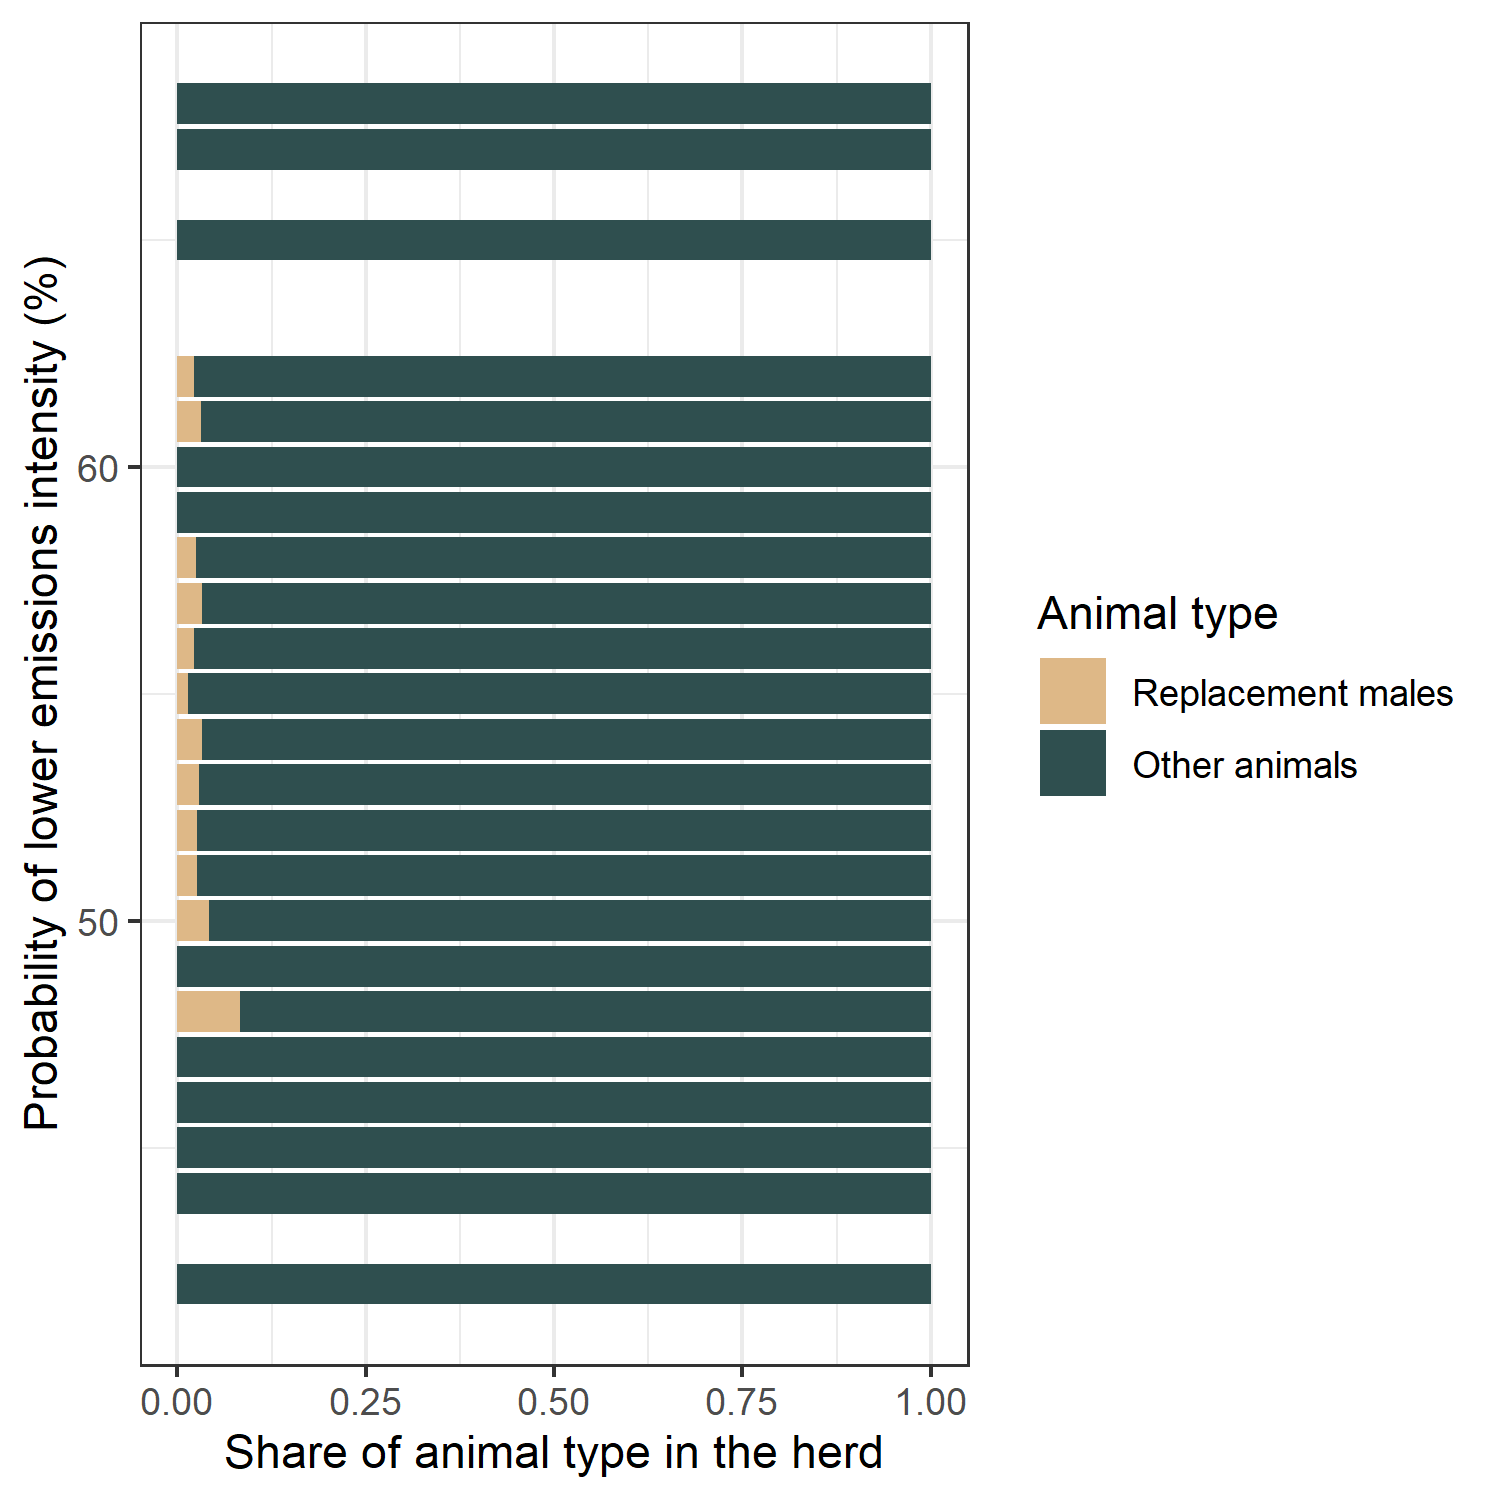 Probability of lower emissions intensity (%)
60
50
0.00 0.25 0.50 0.75 1.00
Share of animal type in the herd
Animal type
Replacement males
Other animals